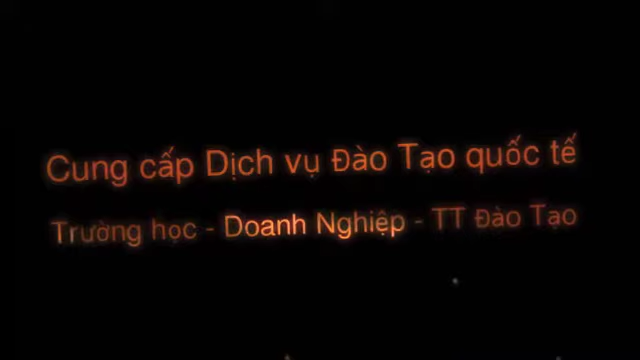 Cung cấp Dịch vụ Đào Tạo quốc tế
Trường học - Doanh Nghiệp - TT Đào Tạo